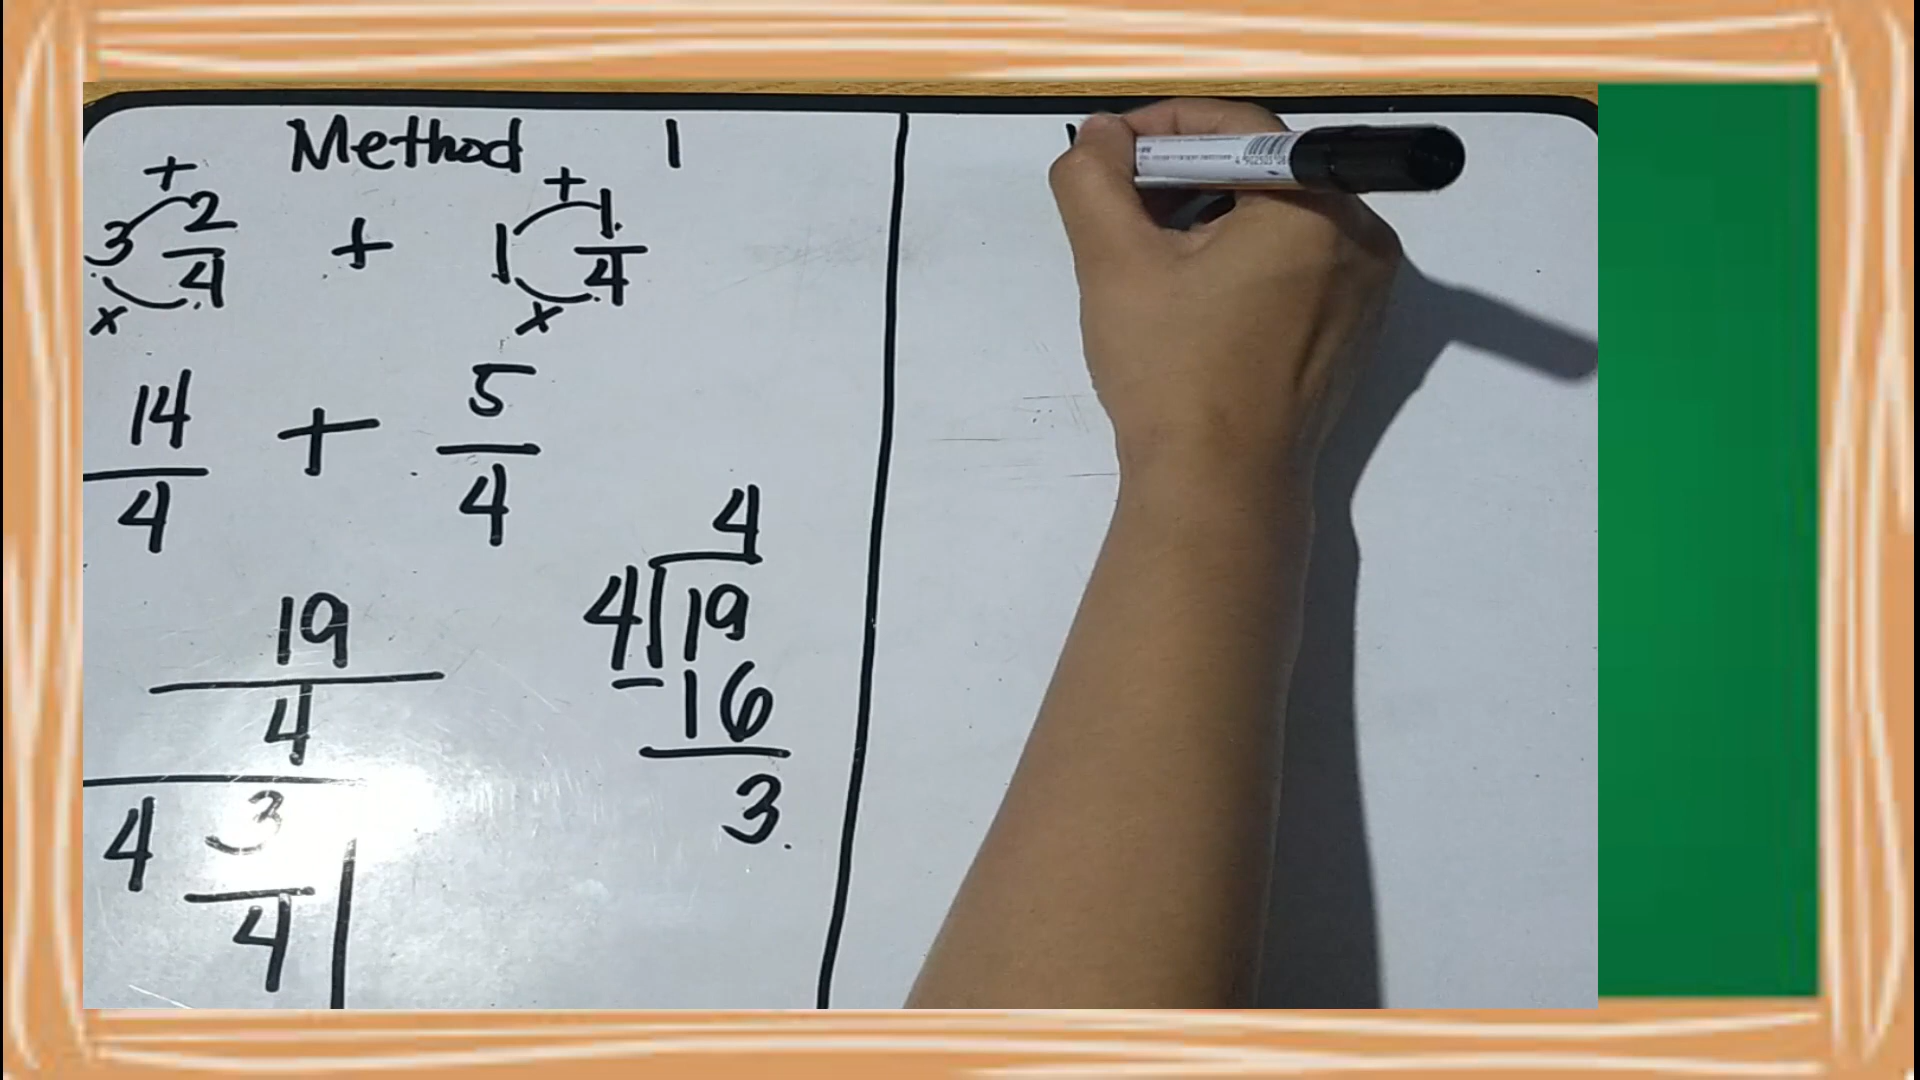 Method 1
+ +
3 2/4 + 1 1/4
x x
14/4 + 5/4
19/4
4 3/4
4
4 19
- 16
3